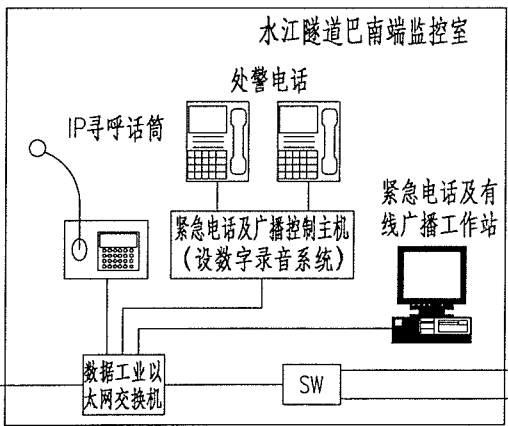 水江隧道巴南端监控室
处警电话
IP寻呼话筒
紧急电话及有
线广播工作站
紧急电话及广播控制主机
(设数字录音系统)
数据工业以
太网交换机
SW